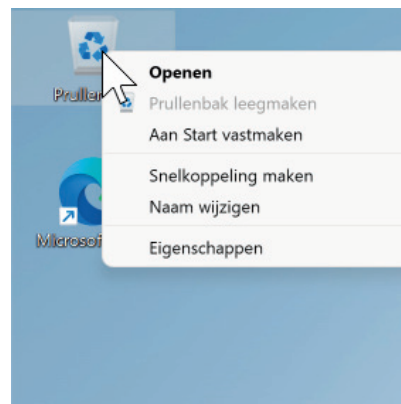 Openen
Prullenbak leegmaken
Aan Start vastmaken
Snelkoppeling maken
Naam wijzigen
Eigenschappen